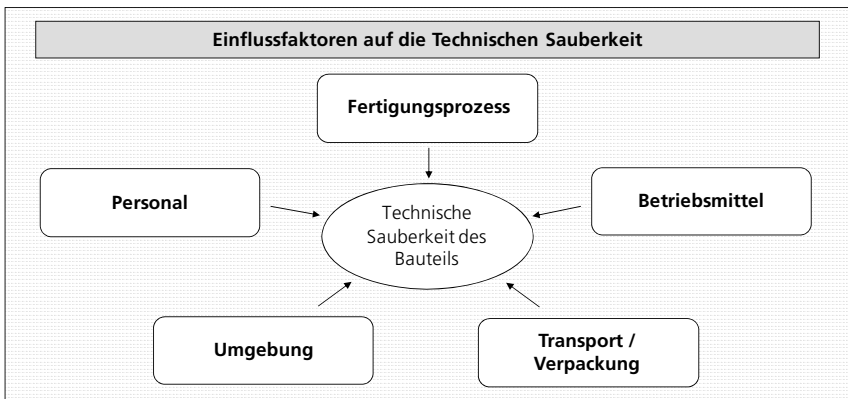 Einflussfaktoren auf die Technischen Sauberkeit
Fertigungsprozess
Personal
Betriebsmittel
Technische
Sauberkeit des
Bauteils
Umgebung
Transport /
Verpackung